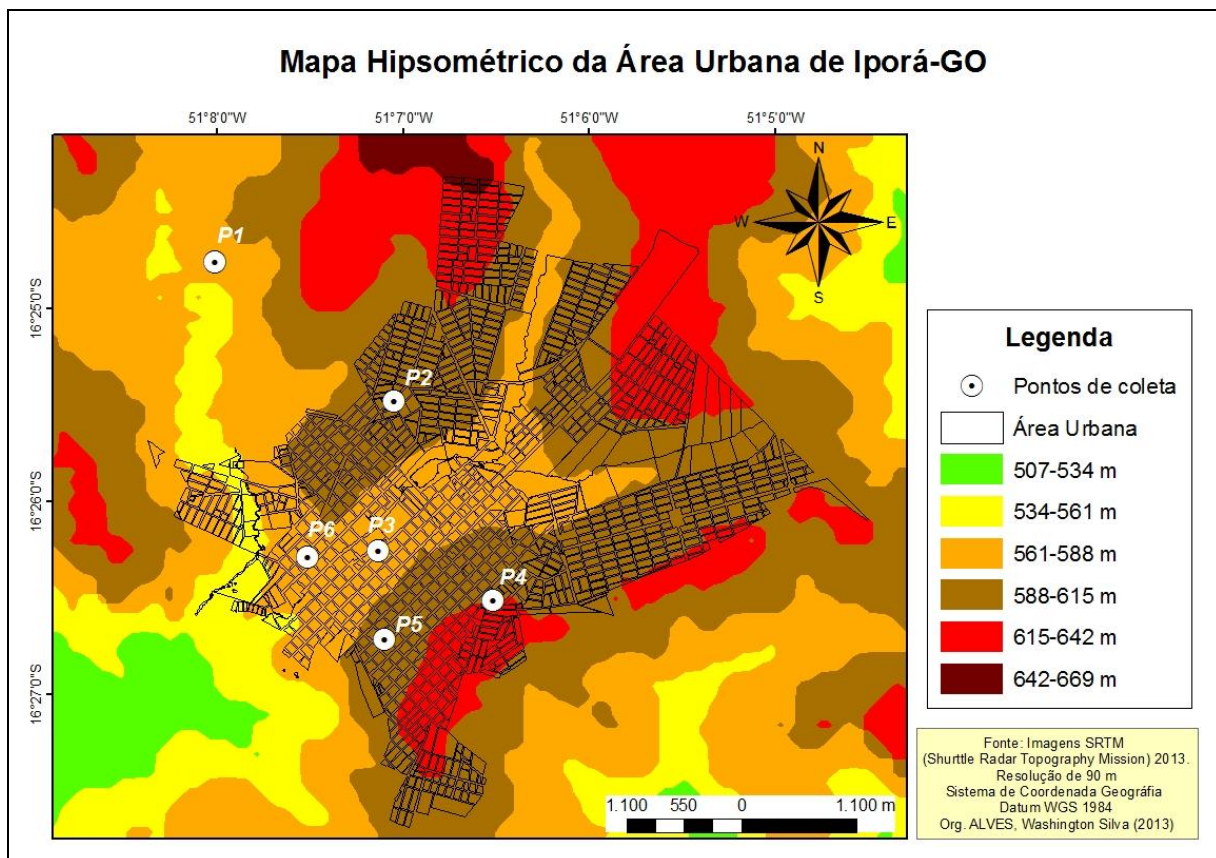 Mapa Hipsométrico da Área Urbana de Iporá-GO
51°8'0"W 51°7'0"W 51°6'0"W 51°5'0"W
N
W E
S
P1
16°25'0"S
P2
16°26'0"S
P3
P6
P4
P5
16°27'0"S
1.100 550 0 1.100 m
Legenda
Pontos de coleta
Área Urbana
507-534 m
534-561 m
561-588 m
588-615 m
615-642 m
642-669 m
Fonte: Imagens SRTM
(Shurttle Radar Topography Mission) 2013.
Resolução de 90 m
Sistema de Coordenada Geográfia
Datum WGS 1984
Org. ALVES, Washington Silva (2013)